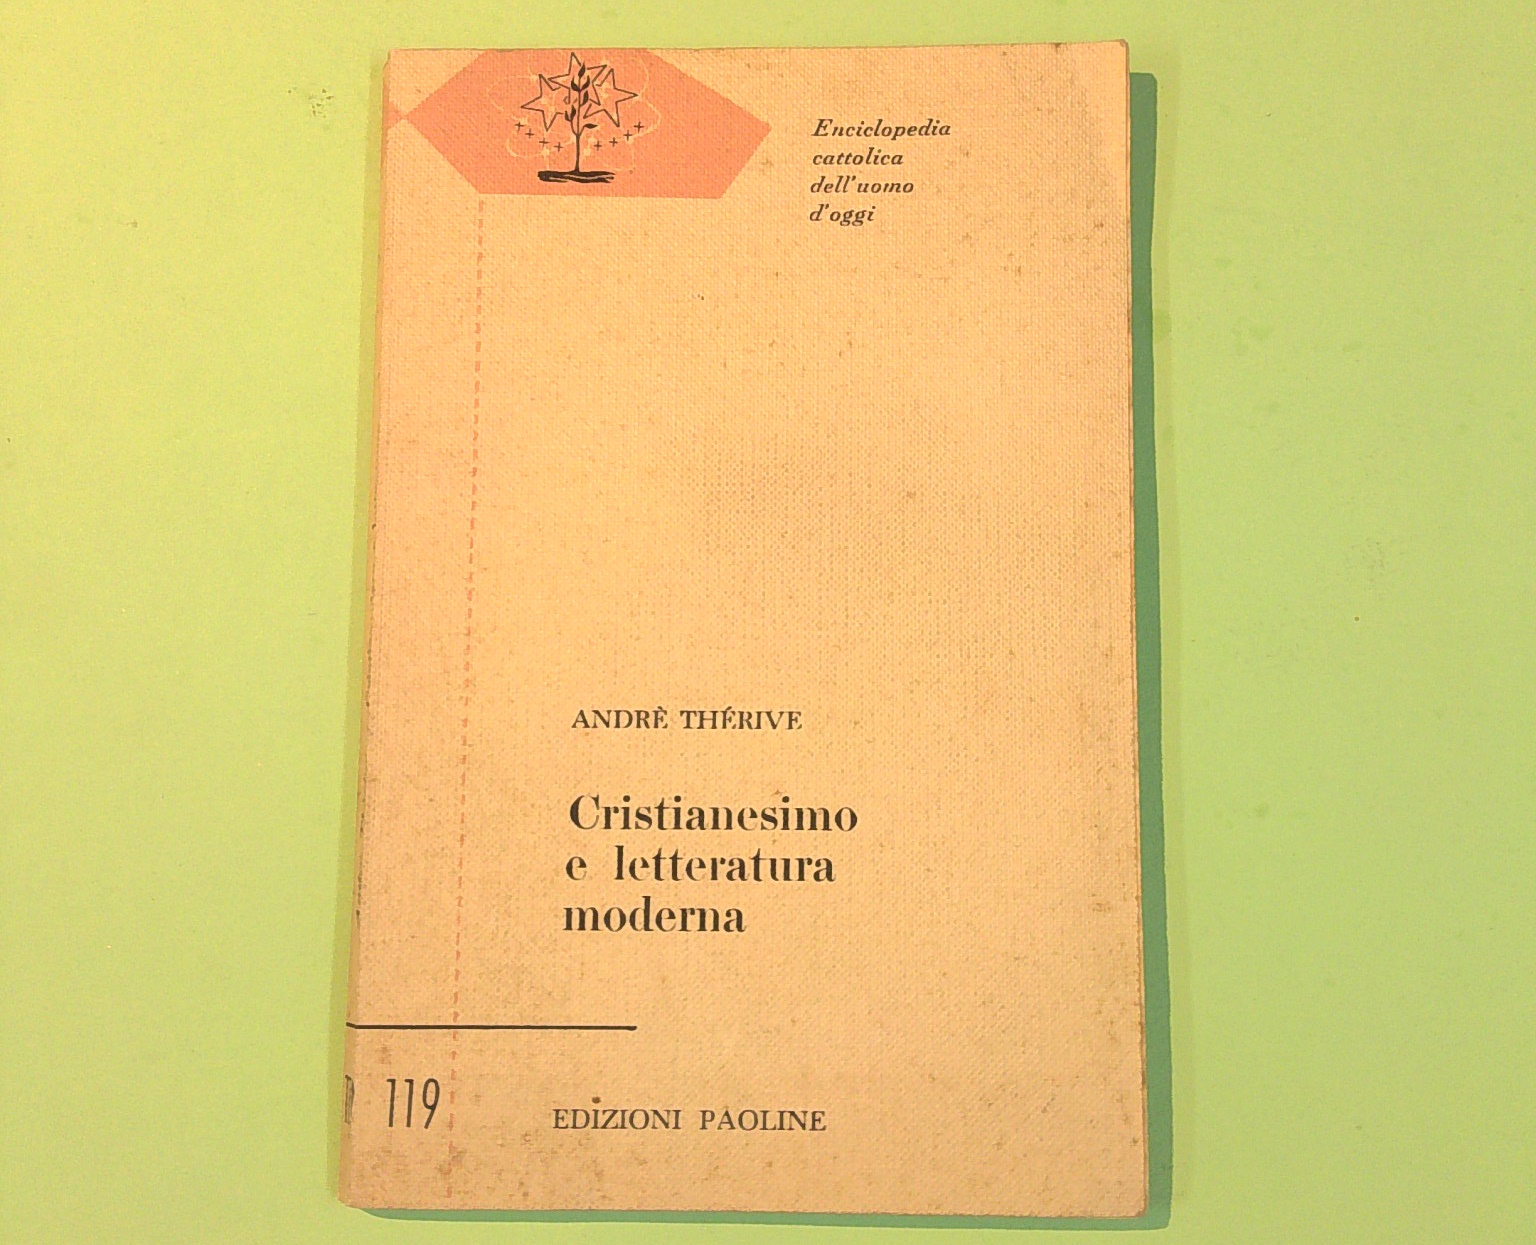 Enciclopedia
cattolica
dell'uomo
d'oggi
ANDRÈ THÉRIVE
Cristianesimo
e letteratura
moderna
119
EDIZIONI PAOLINE